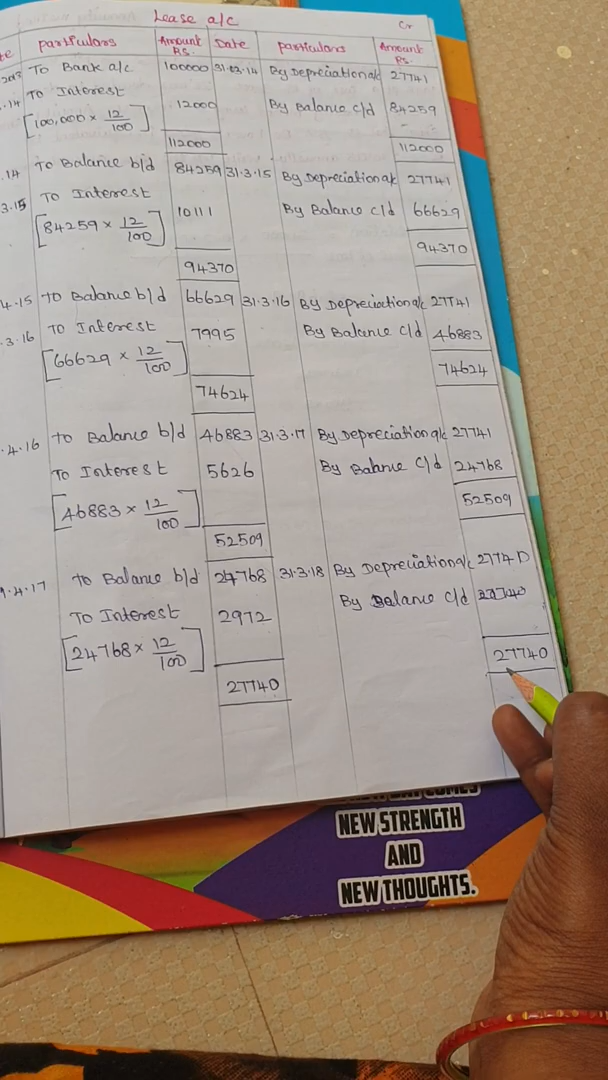 Lease a/c
Cr
Particulars Amount Rs. Date particulars Amount Rs.
To Bank a/c 100000 31.03.14 By Depreciation a/c 27741
.14 To Interest 12000 By Balance c/d 84259
[100,000 × 12/100]
112000 112000
.14 To Balance b/d 84259 31.3.15 By Depreciation a/c 27741
3.15 To Interest 10111 By Balance c/d 66629
[84259 × 12/100]
94370 94370
4.15 To Balance b/d 66629 31.3.16 By Depreciation a/c 27741
.3.16 To Interest 7995 By Balance c/d 46883
[66629 × 12/100]
74624 74624
.4.16 To Balance b/d 46883 31.3.17 By Depreciation a/c 27741
To Interest 5626 By Balance c/d 24768
[46883 × 12/100]
52509 52509
.4.17 To Balance b/d 24768 31.3.18 By Depreciation a/c 27740
To Interest 2972 By Balance c/d
[24768 × 12/100]
27740 27740
NEW STRENGTH
AND
NEW THOUGHTS.